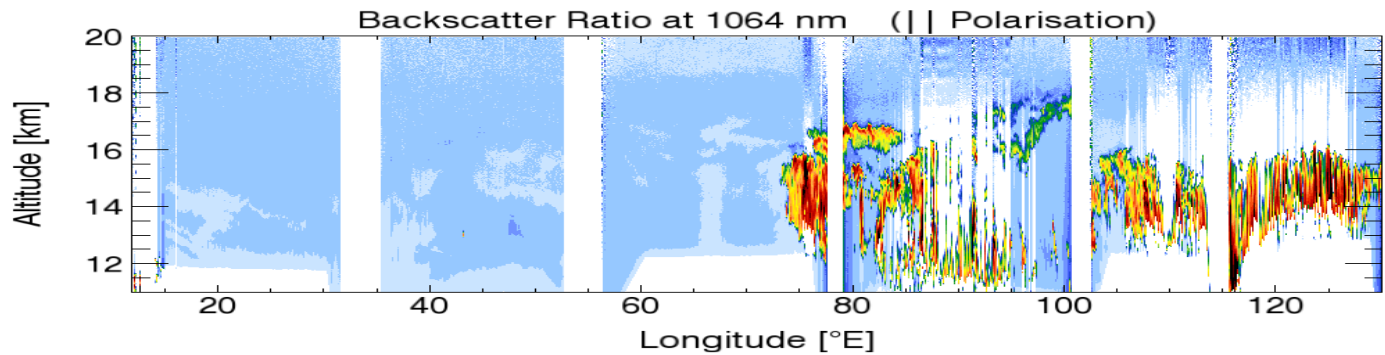 Backscatter Ratio at 1064 nm (|| Polarisation)
20
18
16
14
12
Altitude [km]
20 40 60 80 100 120
Longitude [°E]